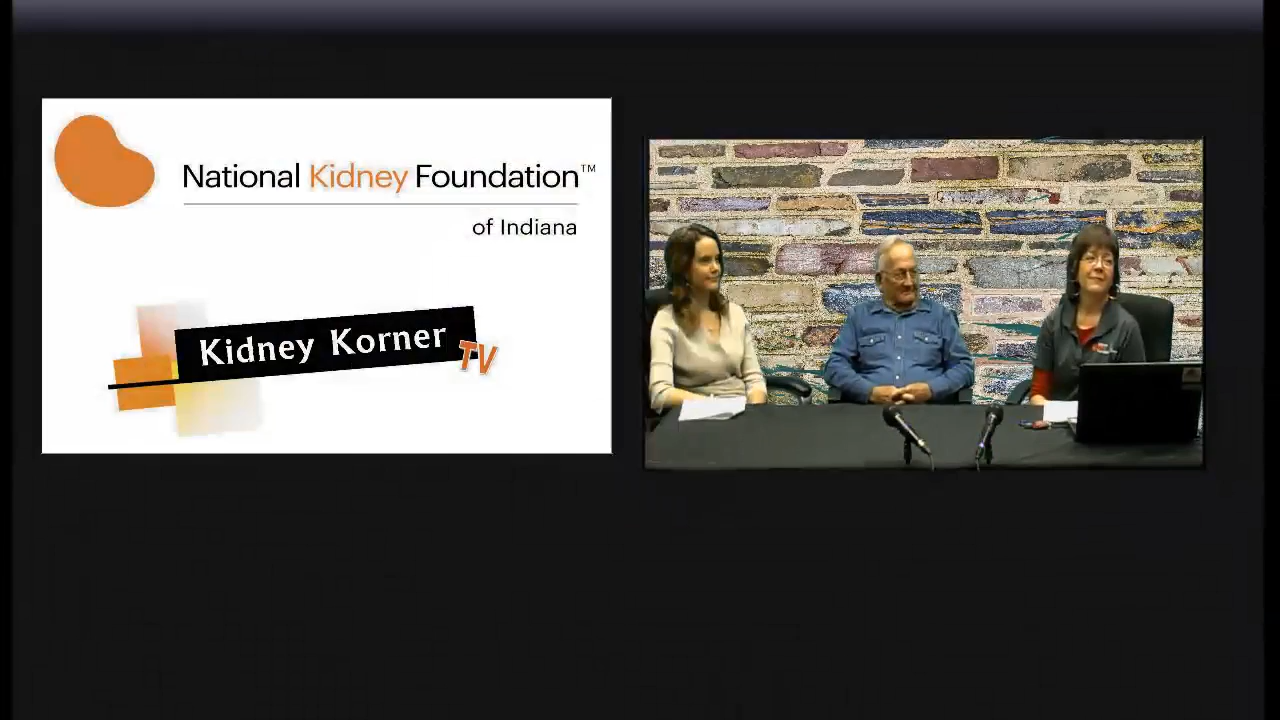 National Kidney Foundation™
of Indiana
Kidney Korner
TV